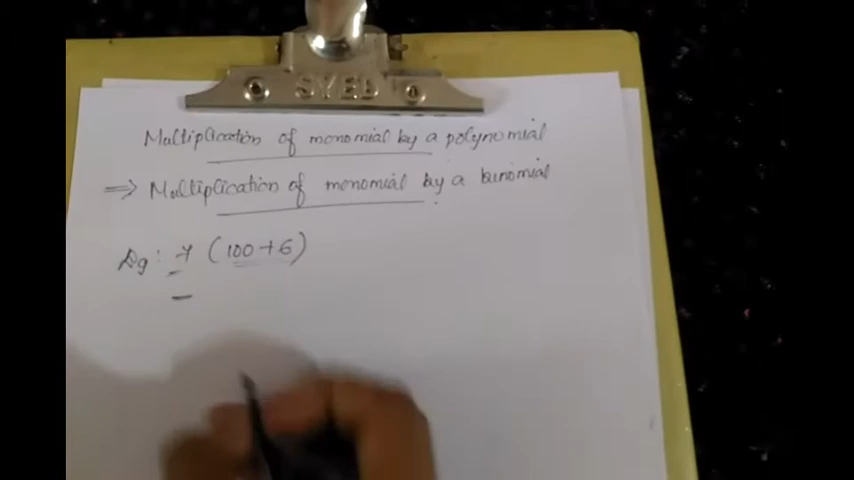 SYED
Multiplication of monomial by a polynomial
⇒ Multiplication of monomial by a binomial
Eg: 7 (100+6)